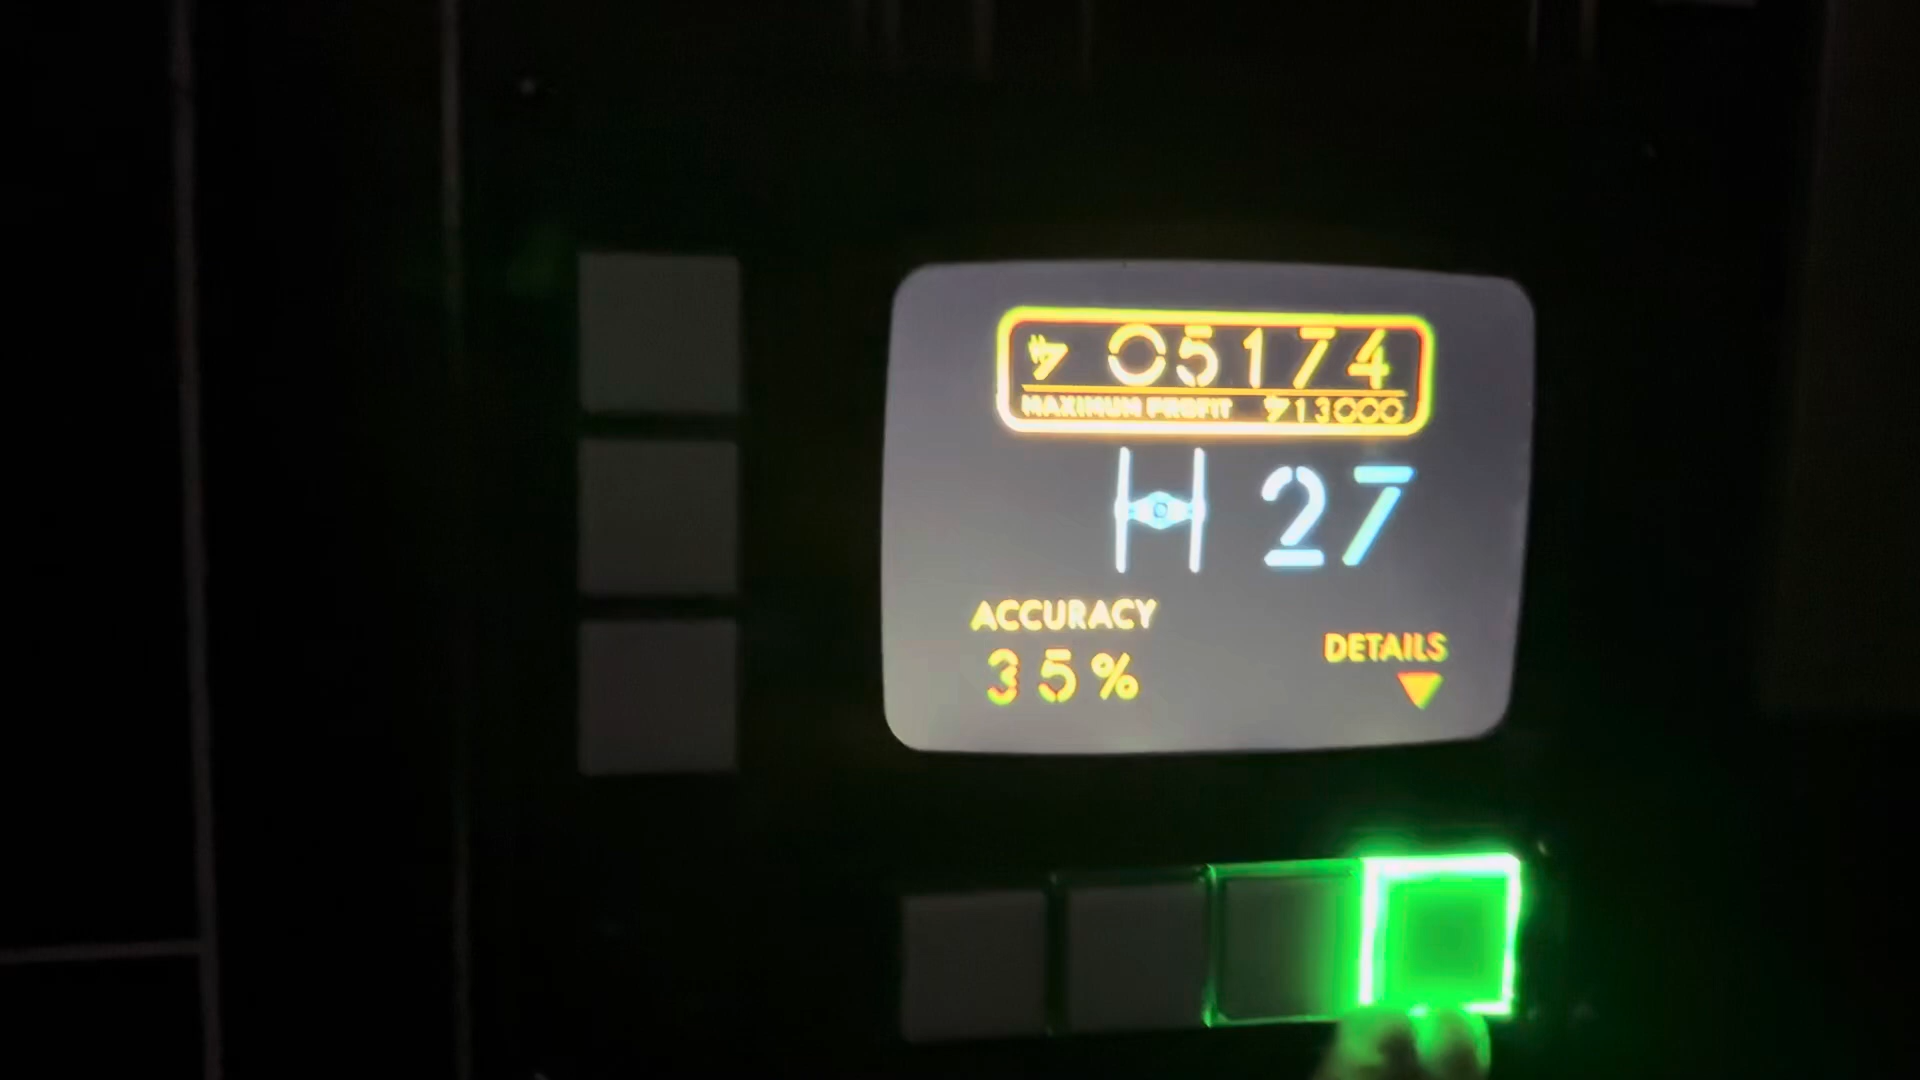 05174
MAXIMUM PROFIT 13000
27
ACCURACY
35%
DETAILS